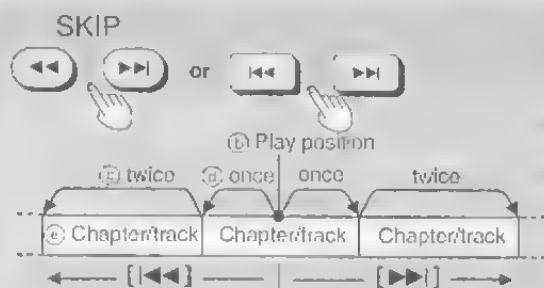 SKIP
◀◀ ▶▶| or |◀◀ ▶▶|
ⓑ Play position
ⓒ twice ⓓ once once twice
ⓔ Chapter/track Chapter/track Chapter/track
[|◀◀] [▶▶|]